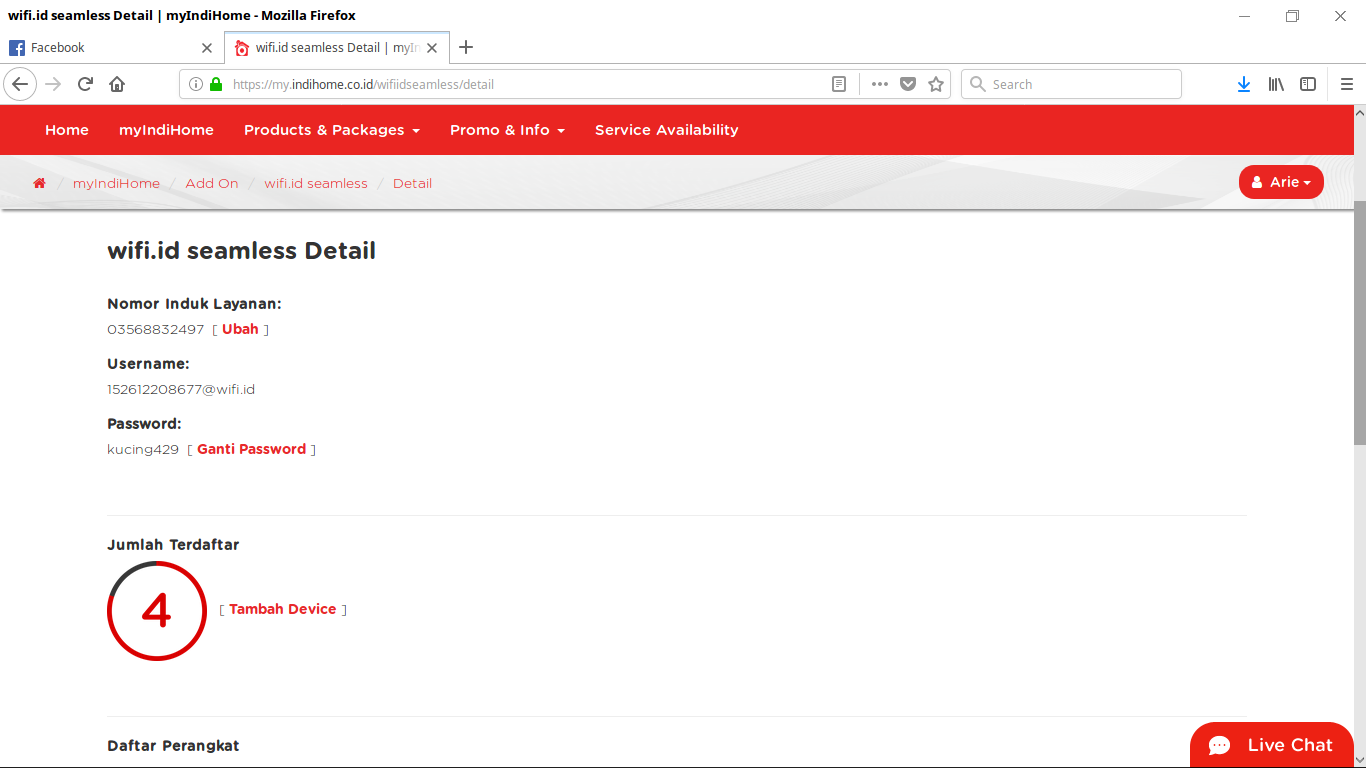 wifi.id seamless Detail | myIndiHome - Mozilla Firefox
Facebook
wifi.id seamless Detail | myIn
https://my.indihome.co.id/wifiidseamless/detail
Search
Home myIndiHome Products & Packages Promo & Info Service Availability
myIndiHome / Add On / wifi.id seamless / Detail
Arie
wifi.id seamless Detail
Nomor Induk Layanan:
03568832497 [ Ubah ]
Username:
152612208677@wifi.id
Password:
kucing429 [ Ganti Password ]
Jumlah Terdaftar
4 [ Tambah Device ]
Daftar Perangkat
Live Chat